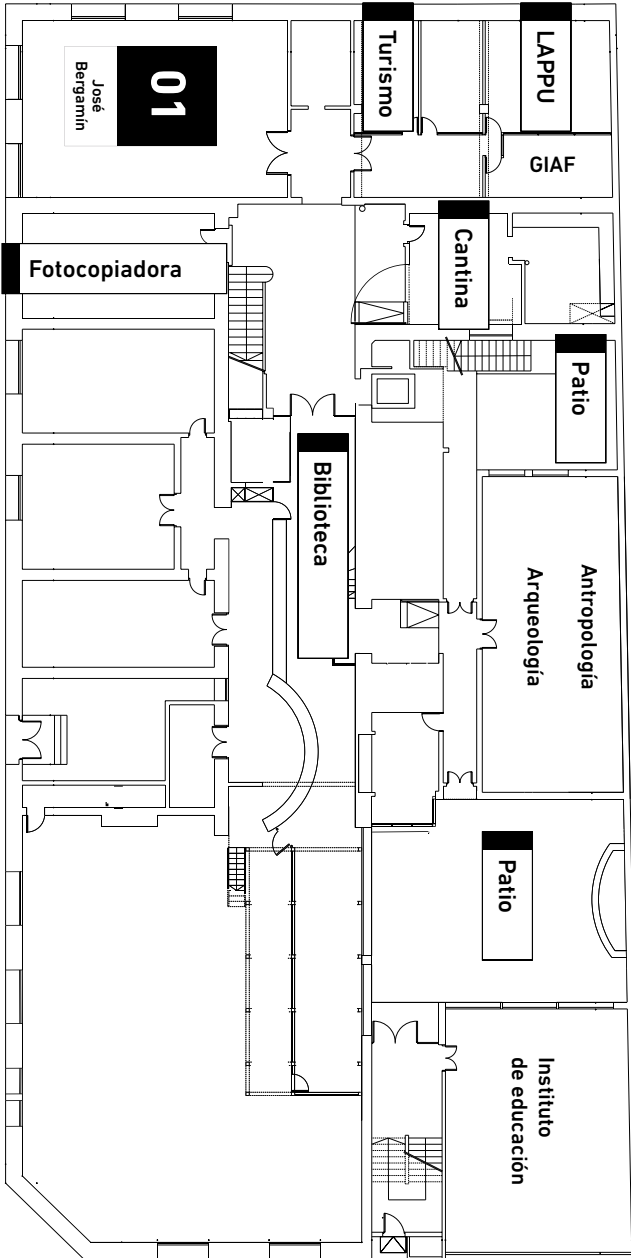 Turismo
LAPPU
01
José
Bergamín
GIAF
Cantina
Fotocopiadora
Patio
Biblioteca
Antropología
Arqueología
Patio
Instituto
de educación